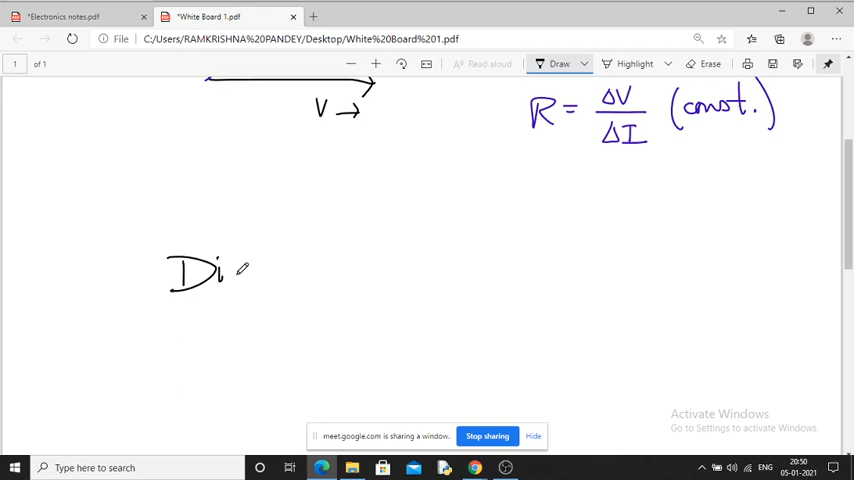 *Electronics notes.pdf
*White Board 1.pdf
File
C:/Users/RAMKRISHNA%20PANDEY/Desktop/White%20Board%201.pdf
1 of 1
Read aloud
Draw
Highlight
Erase
V →
R = ΔV/ΔI (const.)
Di
Activate Windows
Go to Settings to activate Windows.
meet.google.com is sharing a window.
Stop sharing
Hide
Type here to search
ENG
20:50
05-01-2021